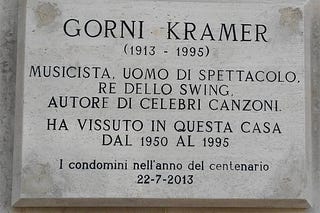 GORNI KRAMER
(1913 - 1995)
MUSICISTA, UOMO DI SPETTACOLO,
RE DELLO SWING,
AUTORE DI CELEBRI CANZONI.
HA VISSUTO IN QUESTA CASA
DAL 1950 AL 1995
I condomini nell'anno del centenario
22-7-2013